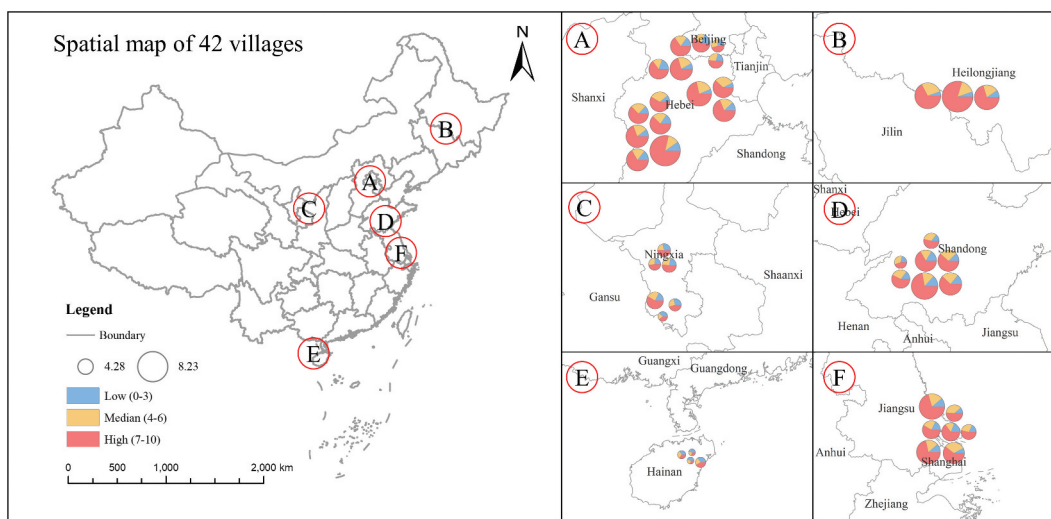 Spatial map of 42 villages
N
A
B
C
D
E
F
Legend
Boundary
4.28
8.23
Low (0-3)
Median (4-6)
High (7-10)
0
500
1,000
2,000 km
A
Beijing
Tianjin
Shanxi
Hebei
Shandong
B
Heilongjiang
Jilin
C
Ningxia
Shaanxi
Gansu
D
Shanxi
Hebei
Shandong
Henan
Jiangsu
Anhui
E
Guangxi
Guangdong
Hainan
F
Jiangsu
Anhui
Shanghai
Zhejiang